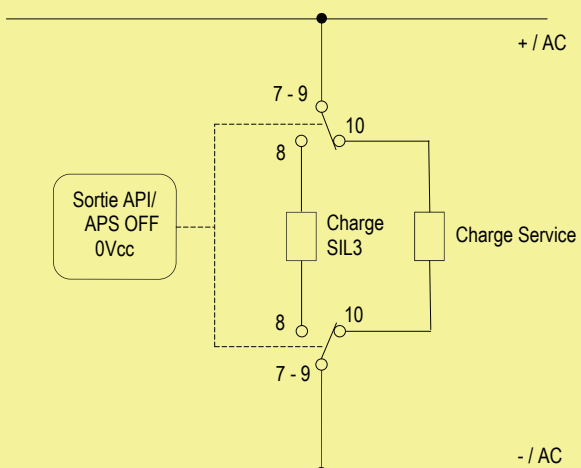 + / AC
7 - 9
10
8
Sortie API/
APS OFF
0Vcc
Charge
SIL3
Charge Service
8
10
7 - 9
- / AC